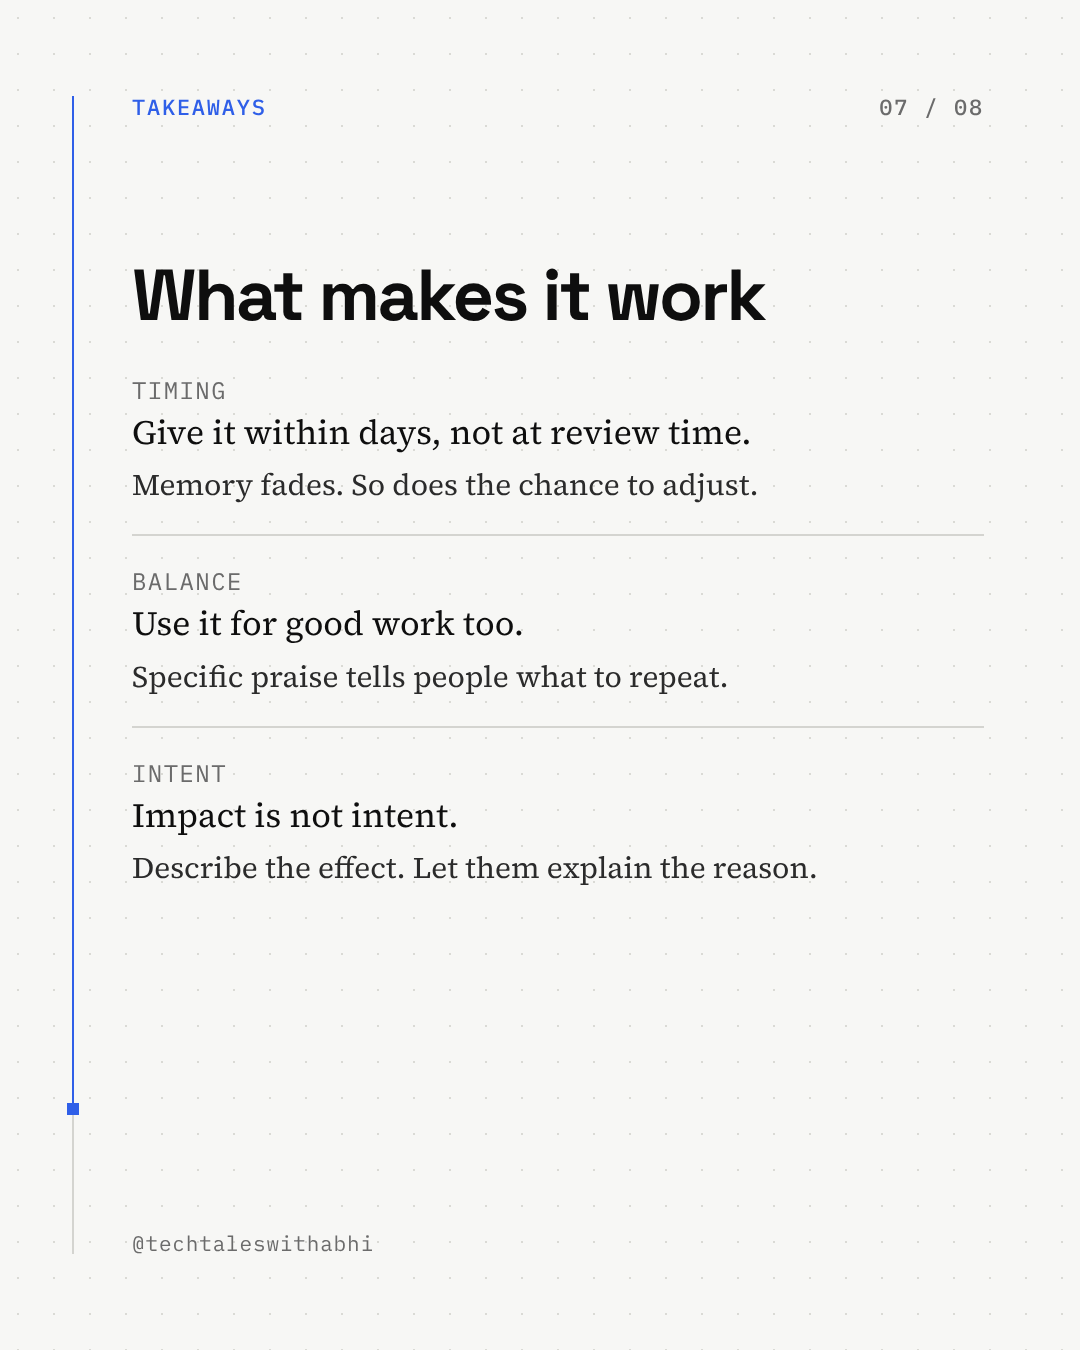 TAKEAWAYS
07 / 08
What makes it work
TIMING
Give it within days, not at review time.
Memory fades. So does the chance to adjust.
BALANCE
Use it for good work too.
Specific praise tells people what to repeat.
INTENT
Impact is not intent.
Describe the effect. Let them explain the reason.
@techtaleswithabhi